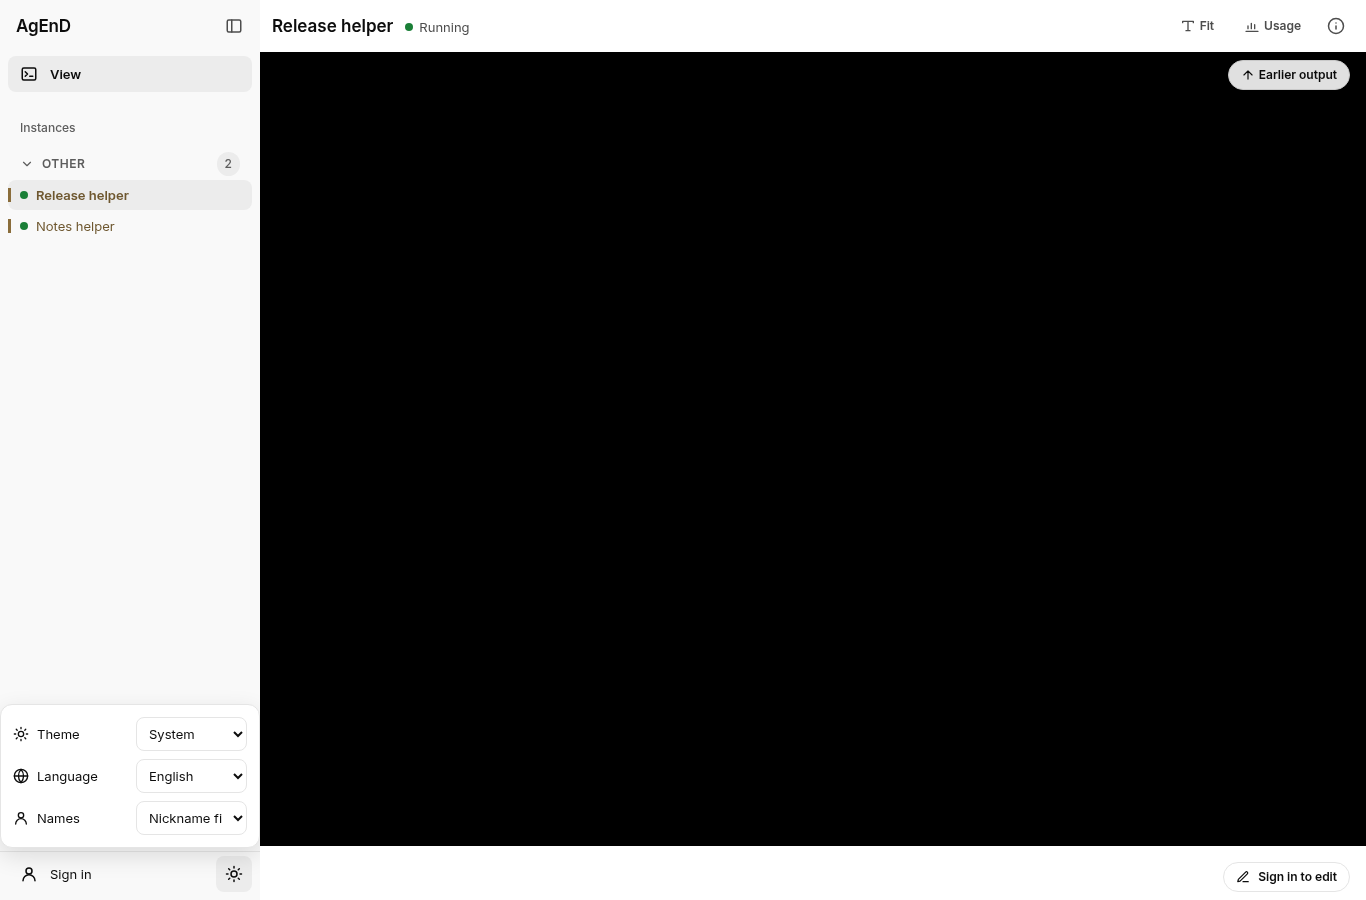 AgEnD
View
Instances
OTHER 2
Release helper
Notes helper
Theme System
Language English
Names Nickname fi
Sign in
Release helper Running
Fit Usage
Earlier output
Sign in to edit